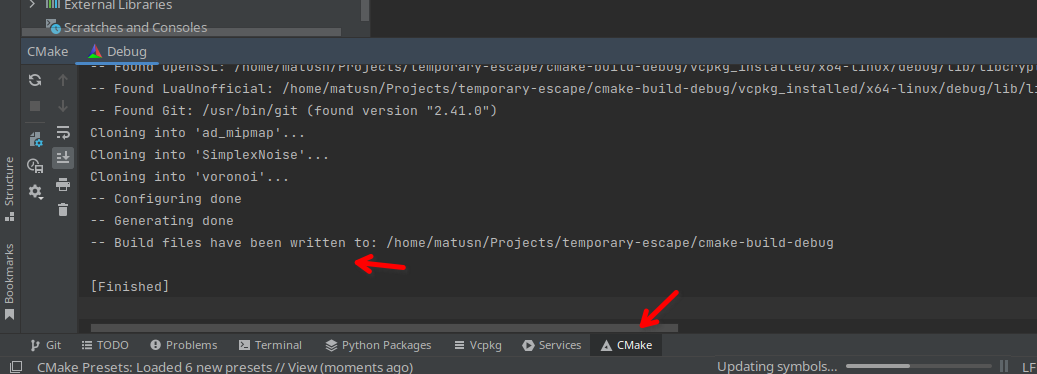 External Libraries
Scratches and Consoles
CMake Debug
-- Found OpenSSL: /home/matusn/Projects/temporary-escape/cmake-build-debug/vcpkg_installed/x64-linux/debug/lib/libcryp
-- Found LuaUnofficial: /home/matusn/Projects/temporary-escape/cmake-build-debug/vcpkg_installed/x64-linux/debug/lib/li
-- Found Git: /usr/bin/git (found version "2.41.0")
Cloning into 'ad_mipmap'...
Cloning into 'SimplexNoise'...
Cloning into 'voronoi'...
-- Configuring done
-- Generating done
-- Build files have been written to: /home/matusn/Projects/temporary-escape/cmake-build-debug
[Finished]
Structure
Bookmarks
Git TODO Problems Terminal Python Packages Vcpkg Services CMake
CMake Presets: Loaded 6 new presets // View (moments ago) Updating symbols... LF